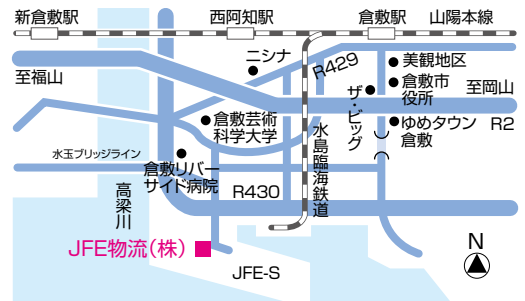 新倉敷駅
西阿知駅
倉敷駅
山陽本線
ニシナ
R429
美観地区
至福山
倉敷市
役所
至岡山
ザ・ビッグ
倉敷芸術
科学大学
ゆめタウン
倉敷
R2
水島臨海鉄道
水玉ブリッジライン
倉敷リバー
サイド病院
高梁川
R430
JFE物流(株)
JFE-S
N